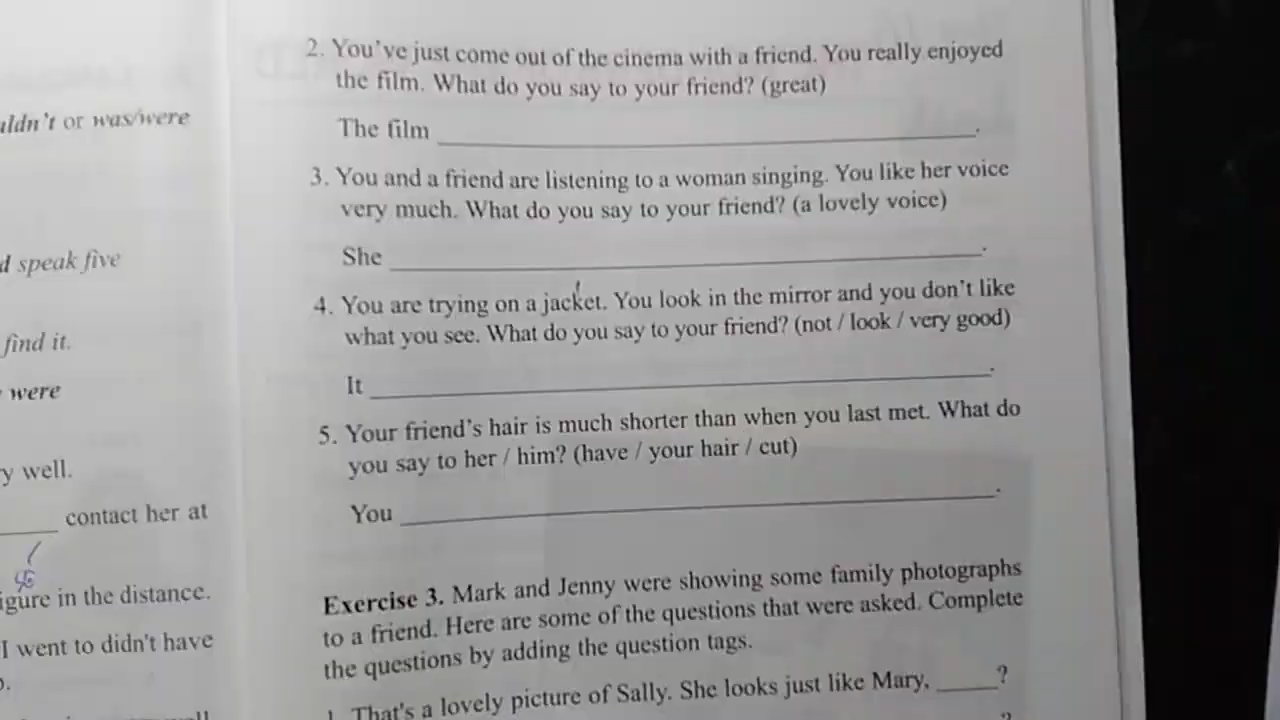 2. You've just come out of the cinema with a friend. You really enjoyed
the film. What do you say to your friend? (great)
The film ____________.
3. You and a friend are listening to a woman singing. You like her voice
very much. What do you say to your friend? (a lovely voice)
She ____________.
4. You are trying on a jacket. You look in the mirror and you don't like
what you see. What do you say to your friend? (not / look / very good)
It ____________.
5. Your friend's hair is much shorter than when you last met. What do
you say to her / him? (have / your hair / cut)
You ____________.
Exercise 3. Mark and Jenny were showing some family photographs
to a friend. Here are some of the questions that were asked. Complete
the questions by adding the question tags.
1. That's a lovely picture of Sally. She looks just like Mary, _____?
or was/were
speak five
find it.
were
well.
_____ contact her at
in the distance.
I went to didn't have